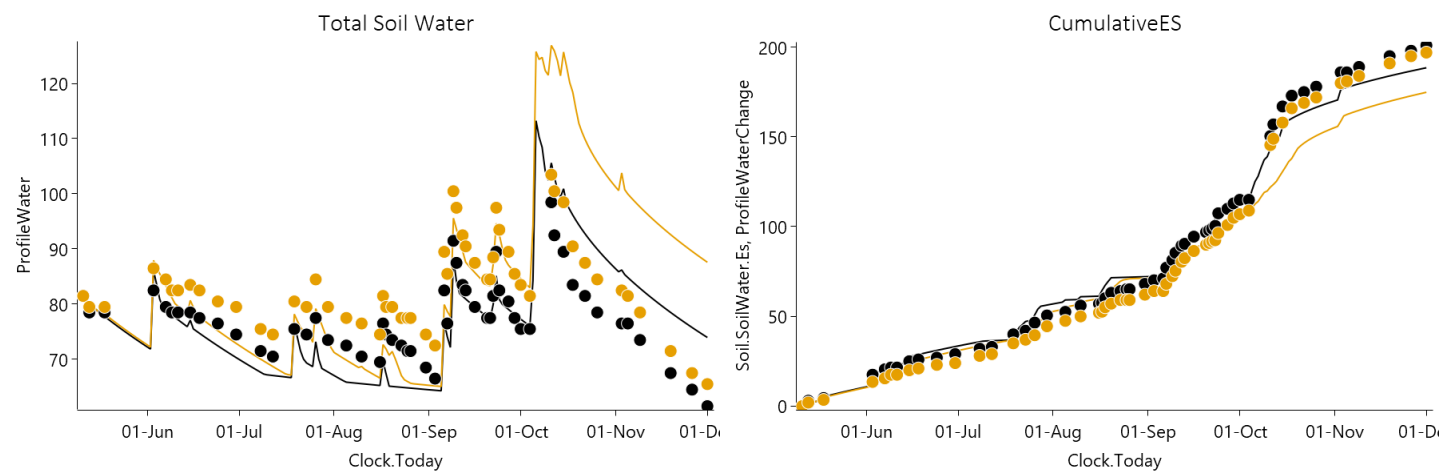 Total Soil Water
ProfileWater
120
110
100
90
80
70
01-Jun
01-Jul
01-Aug
01-Sep
01-Oct
01-Nov
01-De
Clock.Today
CumulativeES
Soil.SoilWater.Es, ProfileWaterChange
200
150
100
50
0
01-Jun
01-Jul
01-Aug
01-Sep
01-Oct
01-Nov
01-De
Clock.Today